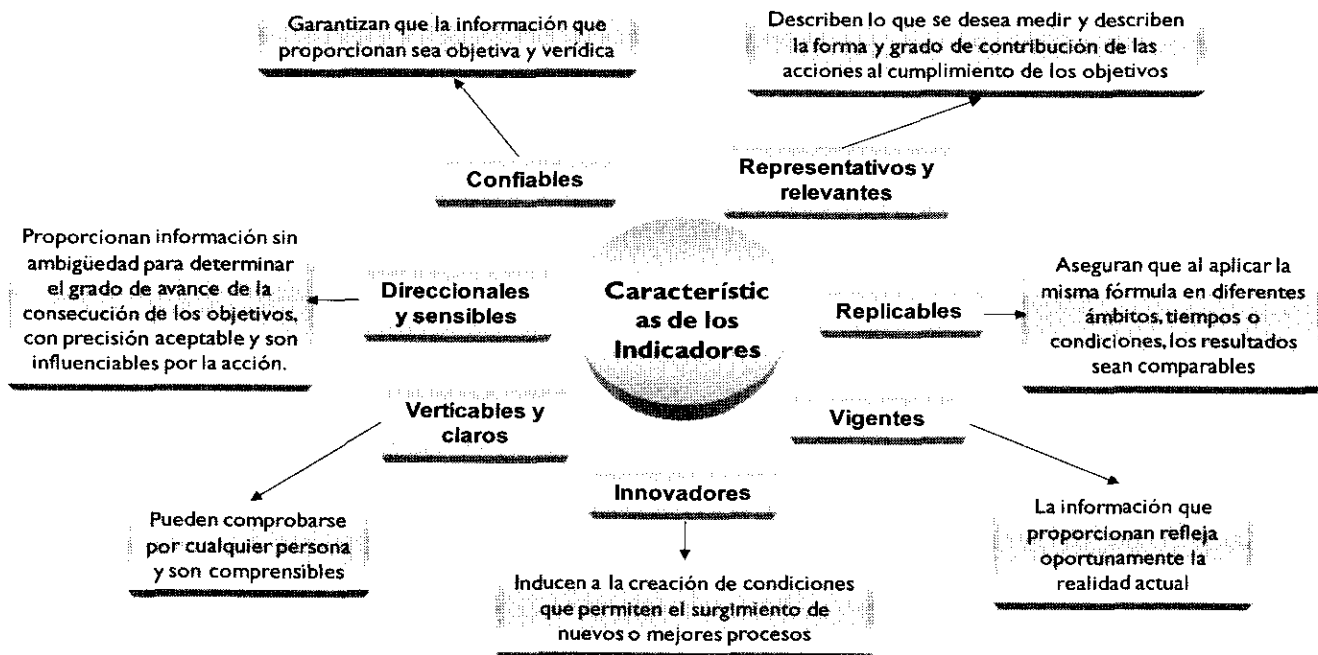 Garantizan que la información que
proporcionan sea objetiva y verídica
Describen lo que se desea medir y describen
la forma y grado de contribución de las
acciones al cumplimiento de los objetivos
Confiables
Representativos y
relevantes
Proporcionan información sin
ambigüedad para determinar
el grado de avance de la
consecución de los objetivos,
con precisión aceptable y son
influenciables por la acción.
Direccionales
y sensibles
Característic
as de los
Indicadores
Replicables
Aseguran que al aplicar la
misma fórmula en diferentes
ámbitos, tiempos o
condiciones, los resultados
sean comparables
Verticables y
claros
Vigentes
Innovadores
Pueden comprobarse
por cualquier persona
y son comprensibles
Inducen a la creación de condiciones
que permiten el surgimiento de
nuevos o mejores procesos
La información que
proporcionan refleja
oportunamente la
realidad actual